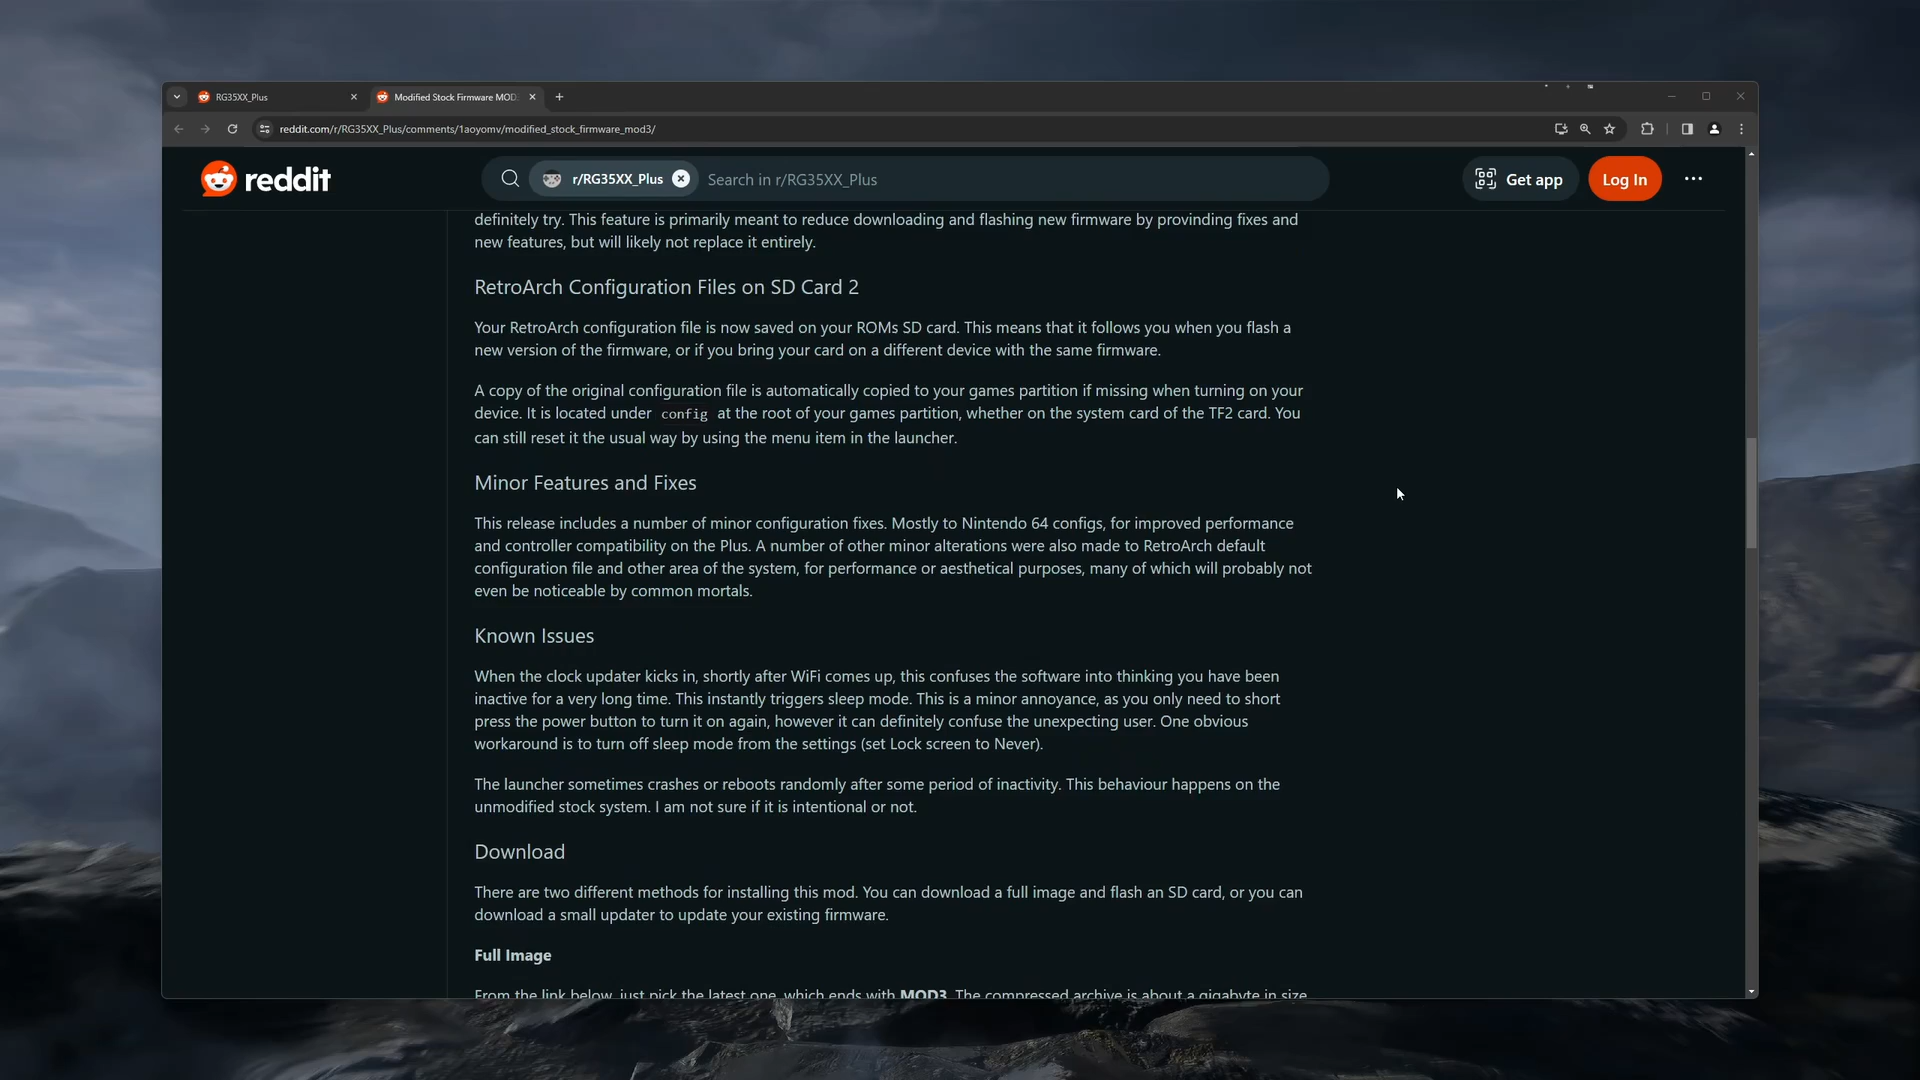 RG35XX_Plus
Modified Stock Firmware MOD
reddit.com/r/RG35XX_Plus/comments/1aoyomv/modified_stock_firmware_mod3/
reddit
r/RG35XX_Plus
Search in r/RG35XX_Plus
Get app
Log In
definitely try. This feature is primarily meant to reduce downloading and flashing new firmware by provinding fixes and
new features, but will likely not replace it entirely.
RetroArch Configuration Files on SD Card 2
Your RetroArch configuration file is now saved on your ROMs SD card. This means that it follows you when you flash a
new version of the firmware, or if you bring your card on a different device with the same firmware.
A copy of the original configuration file is automatically copied to your games partition if missing when turning on your
device. It is located under config at the root of your games partition, whether on the system card of the TF2 card. You
can still reset it the usual way by using the menu item in the launcher.
Minor Features and Fixes
This release includes a number of minor configuration fixes. Mostly to Nintendo 64 configs, for improved performance
and controller compatibility on the Plus. A number of other minor alterations were also made to RetroArch default
configuration file and other area of the system, for performance or aesthetical purposes, many of which will probably not
even be noticeable by common mortals.
Known Issues
When the clock updater kicks in, shortly after WiFi comes up, this confuses the software into thinking you have been
inactive for a very long time. This instantly triggers sleep mode. This is a minor annoyance, as you only need to short
press the power button to turn it on again, however it can definitely confuse the unexpecting user. One obvious
workaround is to turn off sleep mode from the settings (set Lock screen to Never).
The launcher sometimes crashes or reboots randomly after some period of inactivity. This behaviour happens on the
unmodified stock system. I am not sure if it is intentional or not.
Download
There are two different methods for installing this mod. You can download a full image and flash an SD card, or you can
download a small updater to update your existing firmware.
Full Image
From the link below, just pick the latest one, which ends with MOD3. The compressed archive is about a gigabyte in size